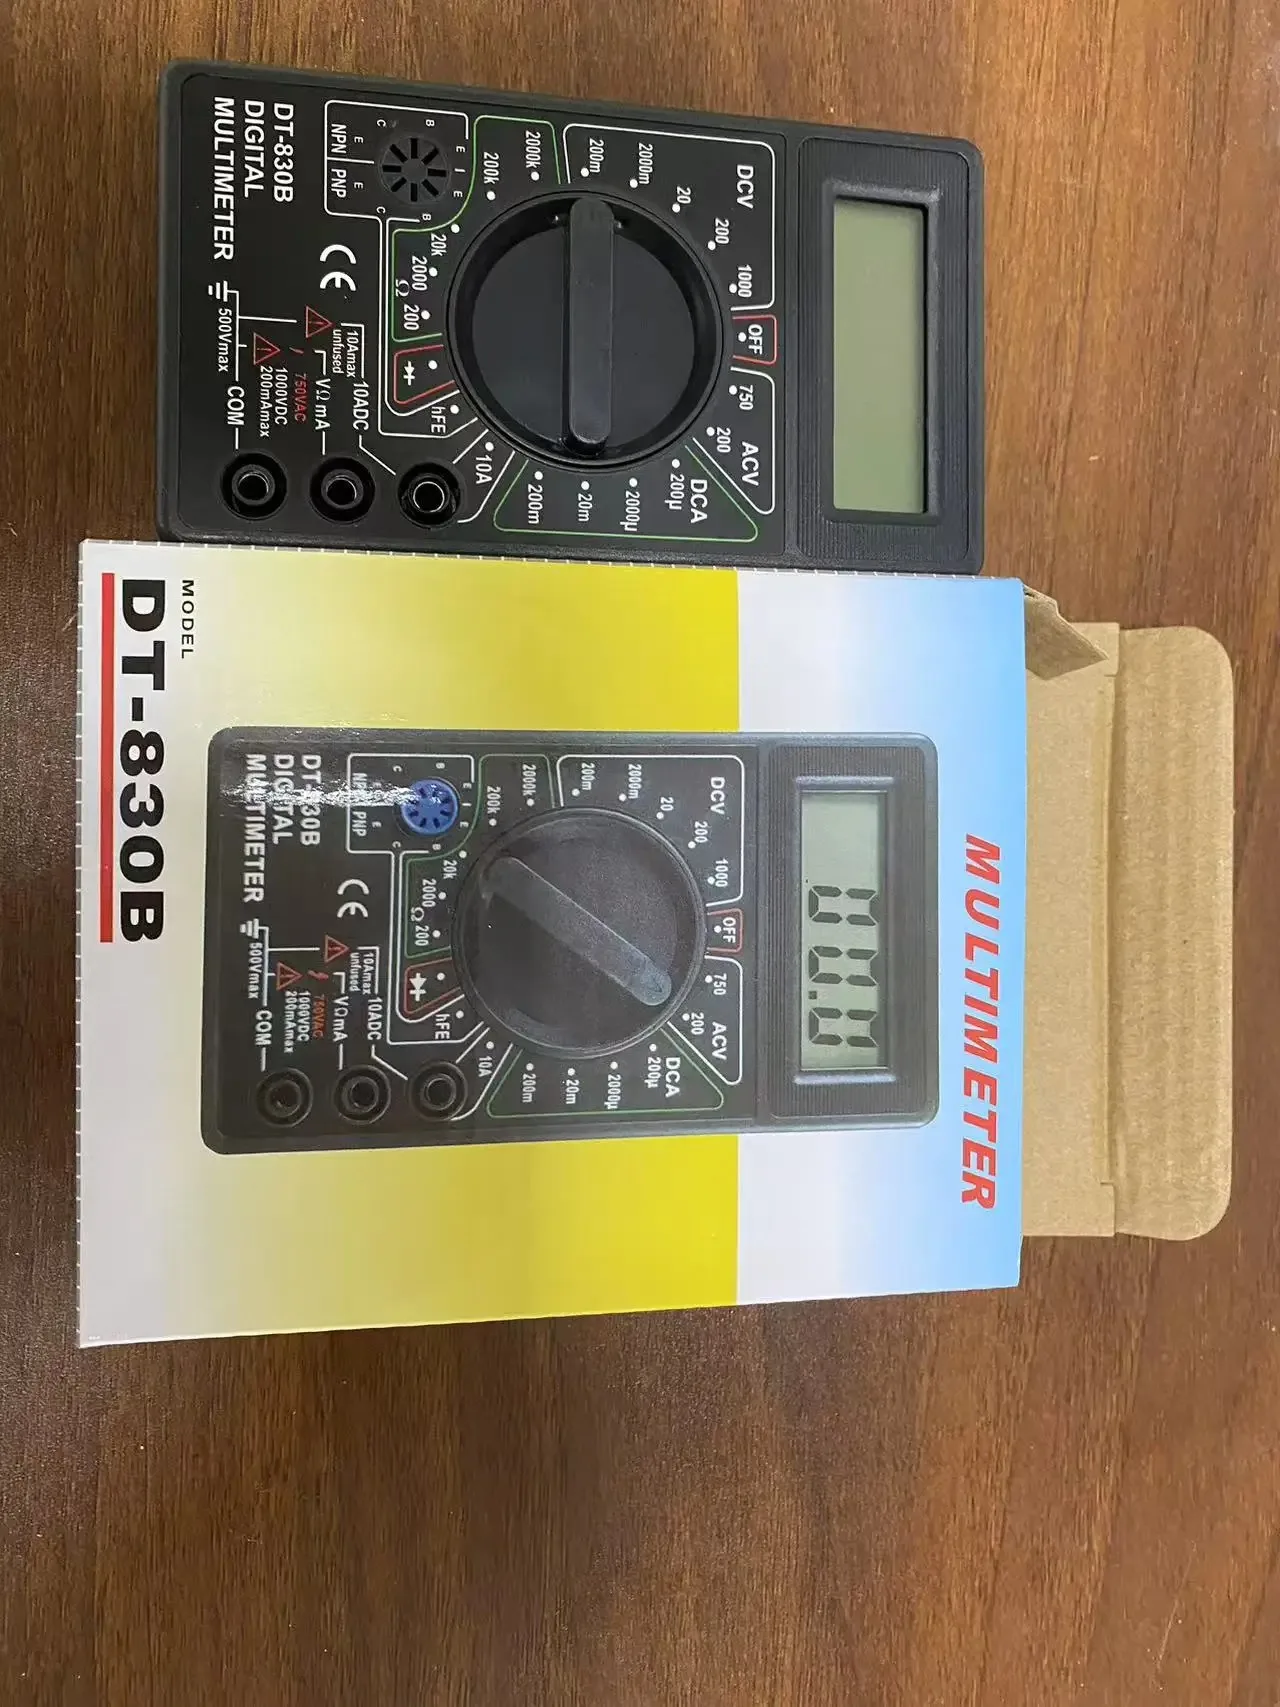 DCV
1000
OFF
750
ACV
200
200
20
2000m
200m
DCA
200μ
2000μ
20m
200m
2000k
200k
20k
2000
Ω
200
hFE
10A
B
E
I
E
C
B
E
E
C
NPN
PNP
DT-830B
DIGITAL
MULTIMETER
CE
10Amax
unfused
10ADC
VΩmA
750VAC
1000VDC
200mAmax
COM
500Vmax
MULTIMETER
DCV
1000
OFF
750
ACV
200
200
20
2000m
200m
DCA
200μ
2000μ
20m
200m
2000k
200k
20k
2000
Ω
200
hFE
10A
B
E
I
E
C
B
E
E
C
PNP
DT-830B
DIGITAL
MULTIMETER
CE
10Amax
unfused
10ADC
VΩmA
750VAC
1000VDC
200mAmax
COM
500Vmax
MODEL
DT-830B